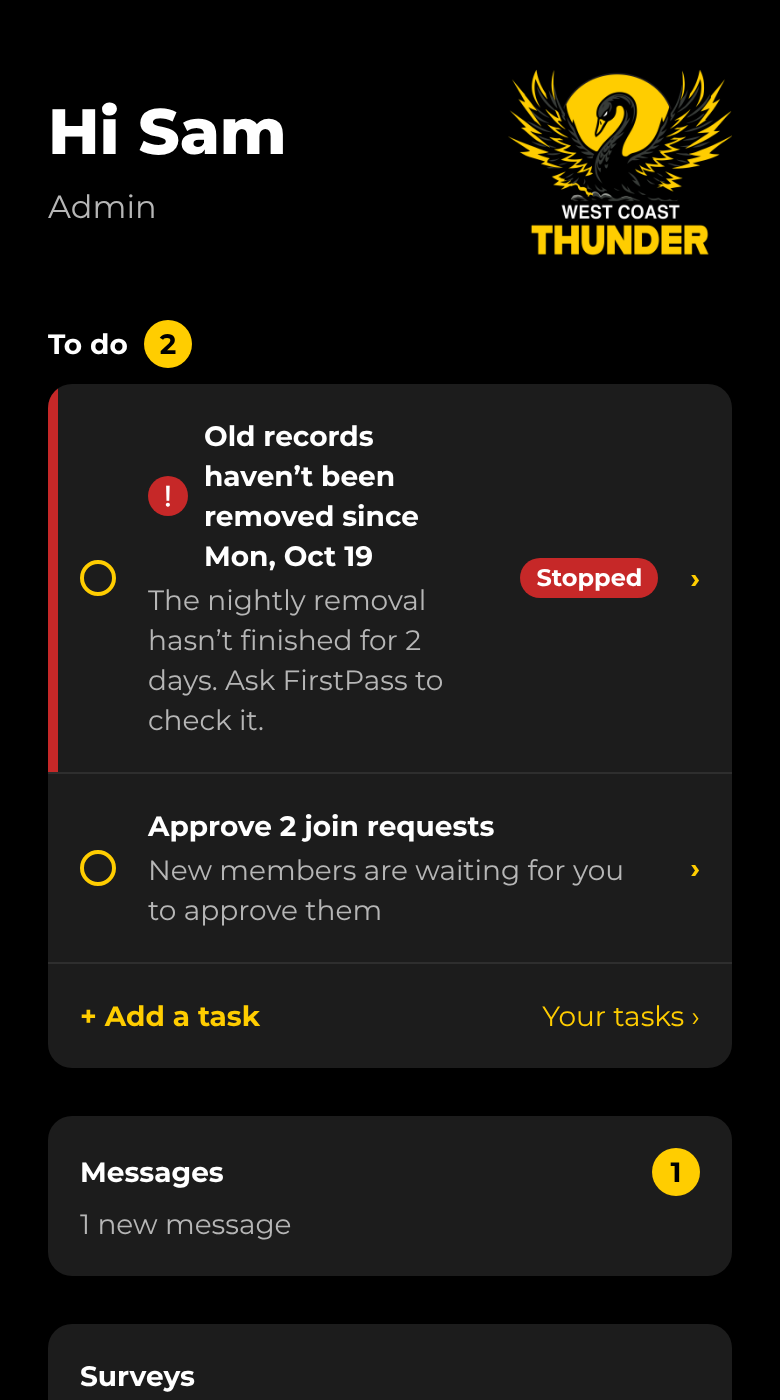 Hi Sam
Admin
WEST COAST
THUNDER
To do 2
Old records
haven’t been
removed since
Mon, Oct 19
!
The nightly removal
hasn’t finished for 2
days. Ask FirstPass to
check it.
Stopped ›
Approve 2 join requests
New members are waiting for you
to approve them
›
+ Add a task
Your tasks ›
Messages
1
1 new message
Surveys